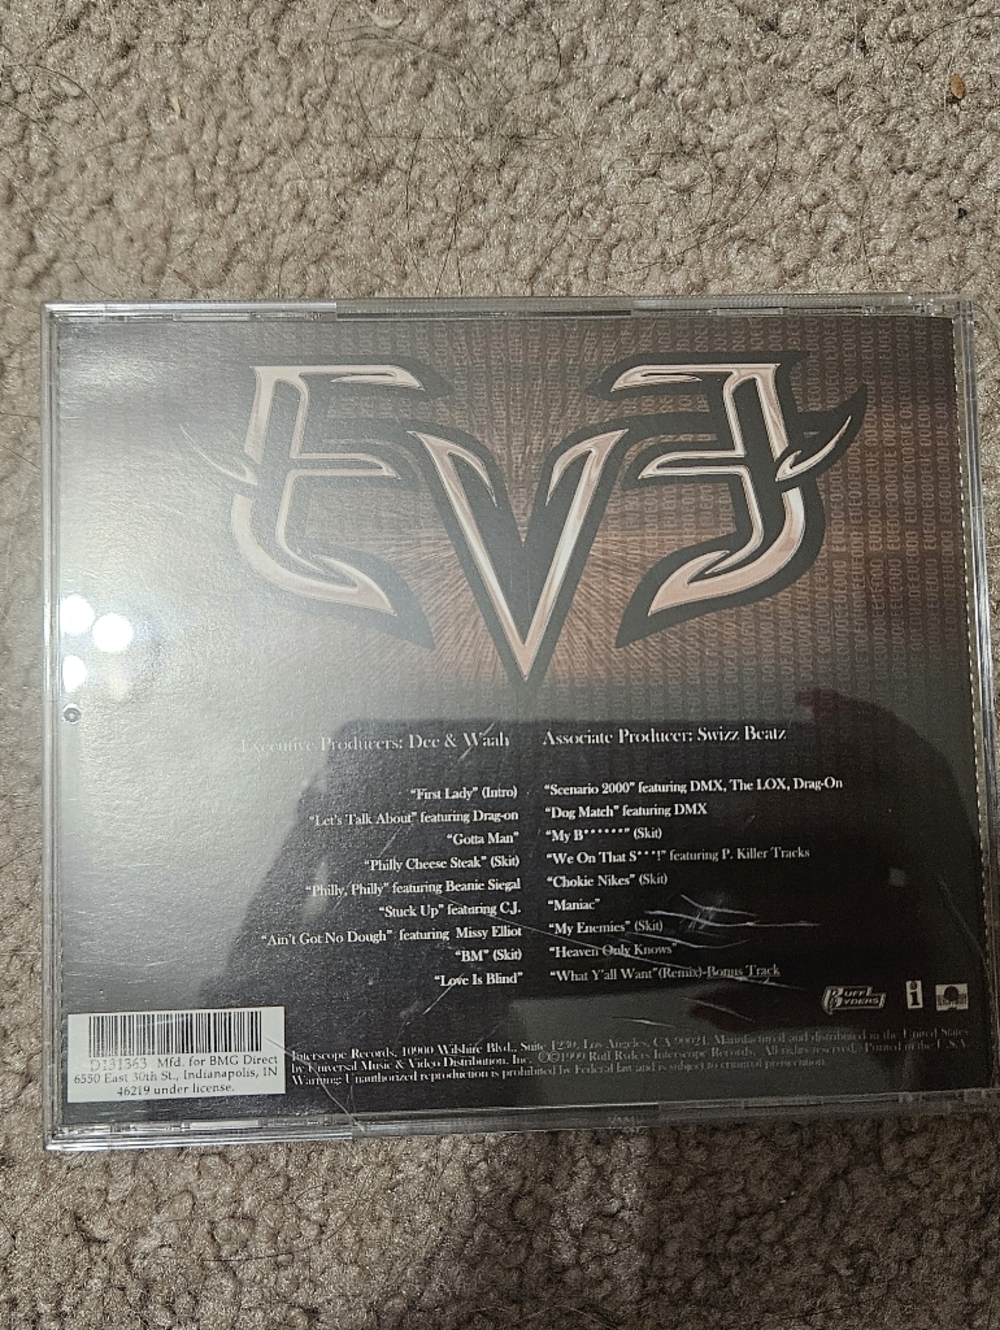 EVE
Executive Producers: Dee & Waah
Associate Producer: Swizz Beatz
"First Lady" (Intro)
"Let's Talk About" featuring Drag-on
"Gotta Man"
"Philly Cheese Steak" (Skit)
"Philly, Philly" featuring Beanie Siegal
"Stuck Up" featuring C.J.
"Ain't Got No Dough" featuring Missy Elliot
"BM" (Skit)
"Love Is Blind"
"Scenario 2000" featuring DMX, The LOX, Drag-On
"Dog Match" featuring DMX
"My B******" (Skit)
"We On That S***!" featuring P. Killer Tracks
"Chokie Nikes" (Skit)
"Maniac"
"My Enemies" (Skit)
"Heaven Only Knows"
"What Y'all Want"(Remix)-Bonus Track
RUFF
RYDERS
i
D131363 Mfd. for BMG Direct
6550 East 30th St., Indianapolis, IN
46219 under license.
Interscope Records, 10900 Wilshire Blvd., Suite 1230, Los Angeles, CA 90024. Manufactured and distributed in the United States
by Universal Music & Video Distribution, Inc. ℗©1999 Ruff Ryders/Interscope Records. All rights reserved. Printed in the U.S.A.
Warning: Unauthorized reproduction is prohibited by Federal law and is subject to criminal prosecution.